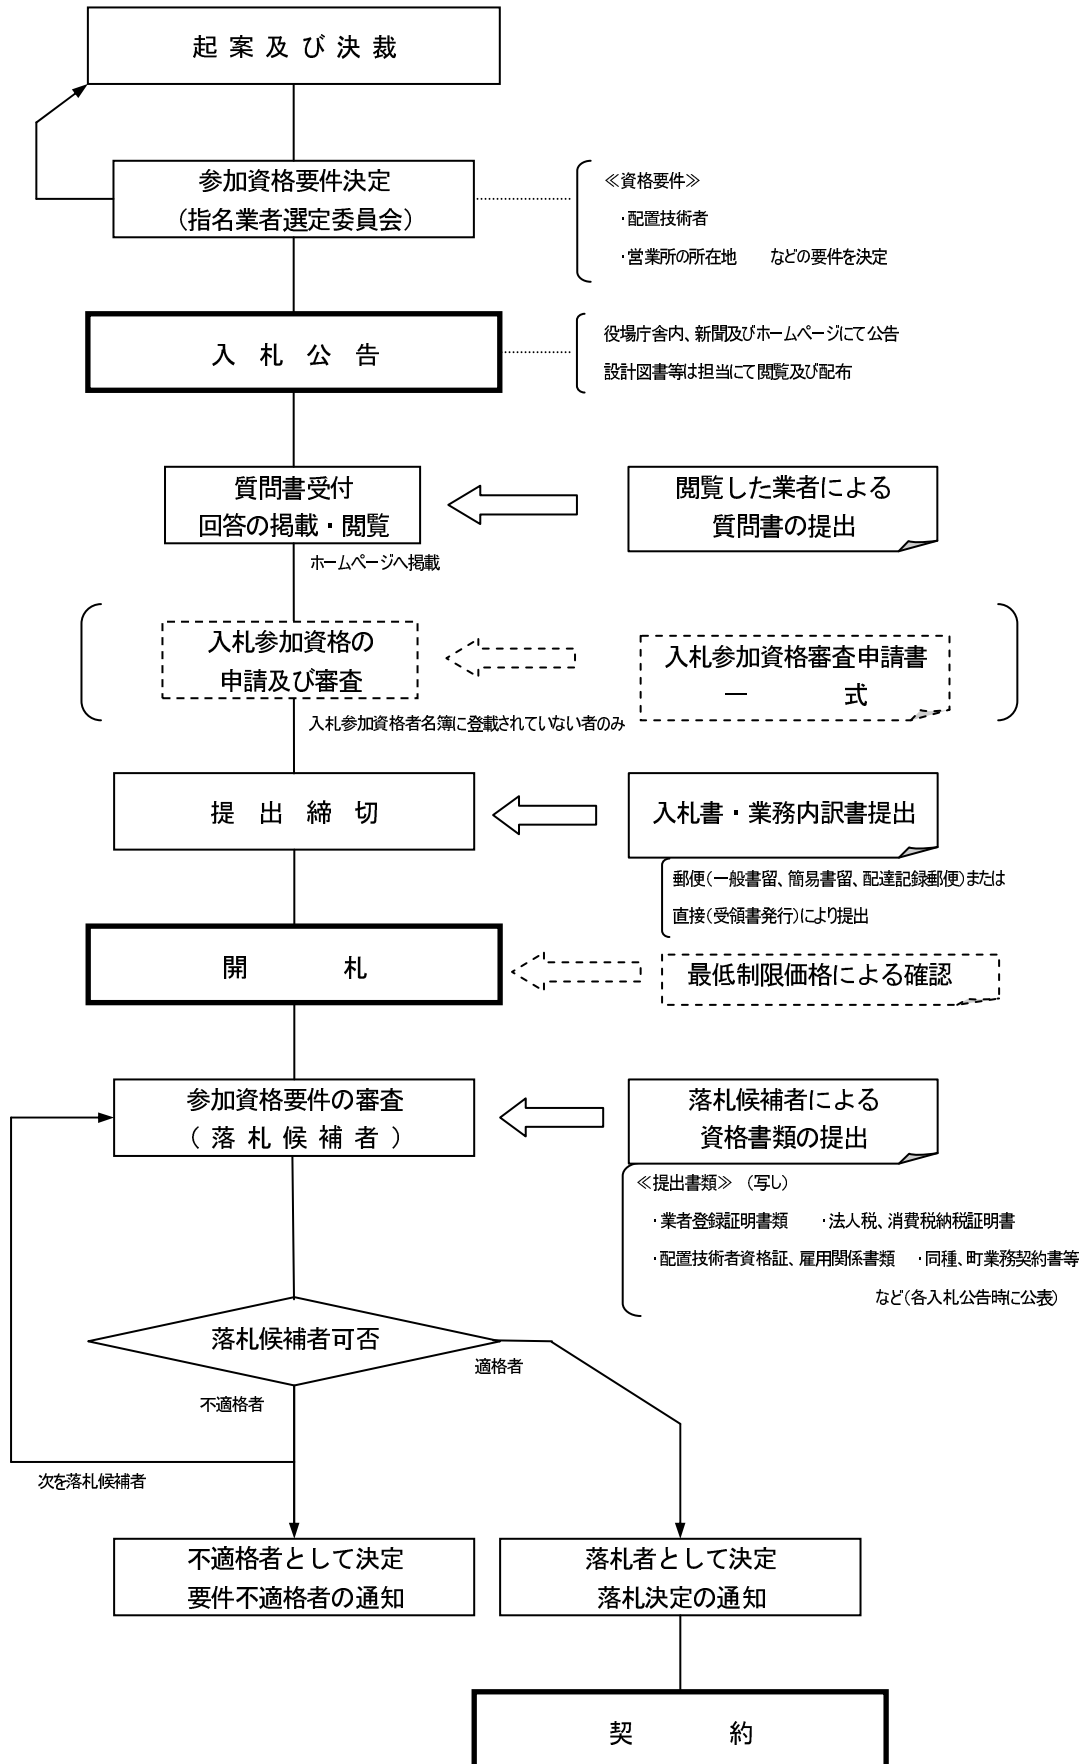 起案及び決裁
参加資格要件決定
（指名業者選定委員会）
≪資格要件≫
・配置技術者
・営業所の所在地　　などの要件を決定
入　札　公　告
役場庁舎内、新聞及びホームページにて公告
設計図書等は担当にて閲覧及び配布
質問書受付
回答の掲載・閲覧
閲覧した業者による
質問書の提出
ホームページへ掲載
入札参加資格の
申請及び審査
入札参加資格審査申請書
一　　　　式
入札参加資格者名簿に登載されていない者のみ
提　出　締　切
入札書・業務内訳書提出
郵便（一般書留、簡易書留、配達記録郵便）または
直接（受領書発行）により提出
開　　　　札
最低制限価格による確認
参加資格要件の審査
（落札候補者）
落札候補者による
資格書類の提出
≪提出書類≫　（写し）
・業者登録証明書類　　・法人税、消費税納税証明書
・配置技術者資格証、雇用関係書類　・同種、町業務契約書等
など（各入札公告時に公表）
落札候補者可否
適格者
不適格者
次を落札候補者
不適格者として決定
要件不適格者の通知
落札者として決定
落札決定の通知
契　　　　約